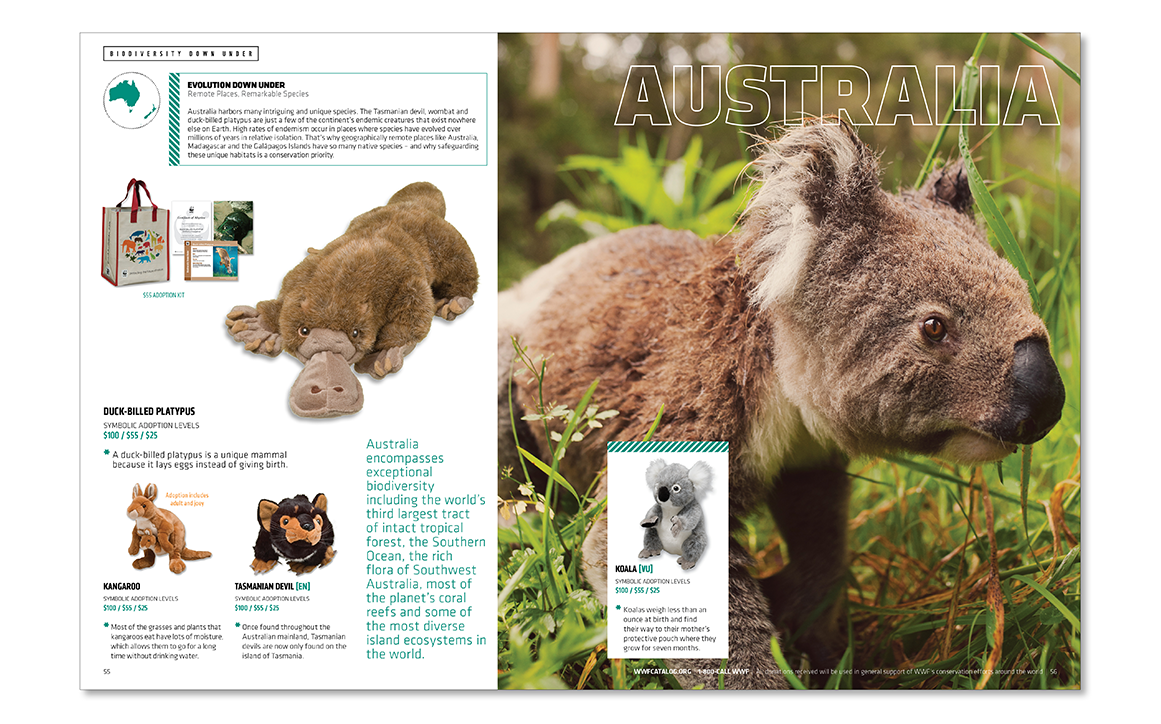 BIODIVERSITY DOWN UNDER
EVOLUTION DOWN UNDER
Remote Places, Remarkable Species
Australia harbors many intriguing and unique species. The Tasmanian devil, wombat and
duck-billed platypus are just a few of the continent's endemic creatures that exist nowhere
else on Earth. High rates of endemism occur in places where species have evolved over
millions of years in relative isolation. That's why geographically remote places like Australia,
Madagascar and the Galápagos Islands have so many native species – and why safeguarding
these unique habitats is a conservation priority.
$55 ADOPTION KIT
DUCK-BILLED PLATYPUS
SYMBOLIC ADOPTION LEVELS
$100 / $55 / $25
* A duck-billed platypus is a unique mammal
because it lays eggs instead of giving birth.
Adoption includes
adult and joey
KANGAROO
SYMBOLIC ADOPTION LEVELS
$100 / $55 / $25
* Most of the grasses and plants that
kangaroos eat have lots of moisture,
which allows them to go for a long
time without drinking water.
TASMANIAN DEVIL [EN]
SYMBOLIC ADOPTION LEVELS
$100 / $55 / $25
* Once found throughout the
Australian mainland, Tasmanian
devils are now only found on the
island of Tasmania.
Australia
encompasses
exceptional
biodiversity
including the world's
third largest tract
of intact tropical
forest, the Southern
Ocean, the rich
flora of Southwest
Australia, most of
the planet's coral
reefs and some of
the most diverse
island ecosystems in
the world.
55
AUSTRALIA
KOALA [VU]
SYMBOLIC ADOPTION LEVELS
$100 / $55 / $25
* Koalas weigh less than an
ounce at birth and find
their way to their mother's
protective pouch where they
grow for seven months.
WWFCATALOG.ORG 1-800-CALL WWF All donations received will be used in general support of WWF's conservation efforts around the world. 56